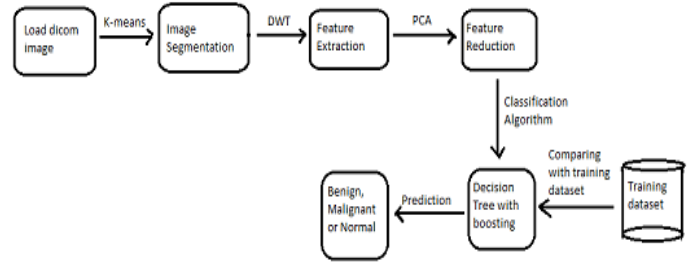 Load dicom
image
K-means
Image
Segmentation
DWT
Feature
Extraction
PCA
Feature
Reduction
Classification
Algorithm
Comparing
with training
dataset
Training
dataset
Decision
Tree with
boosting
Prediction
Benign,
Malignant
or Normal